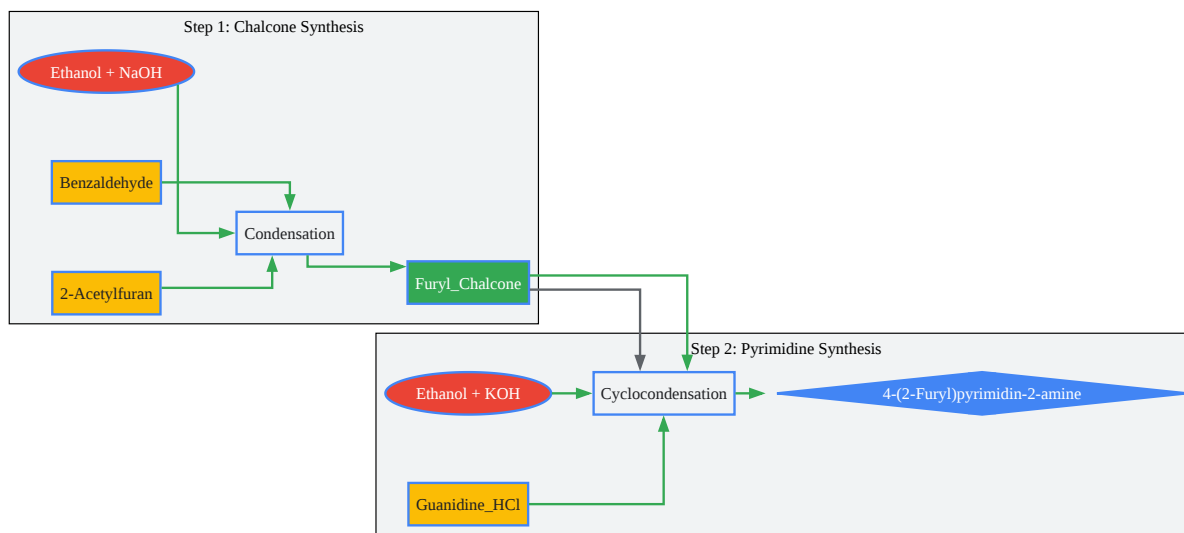 Step 1: Chalcone Synthesis
Ethanol + NaOH
Benzaldehyde
Condensation
2-Acetylfuran
Furyl_Chalcone
Step 2: Pyrimidine Synthesis
Ethanol + KOH
Cyclocondensation
4-(2-Furyl)pyrimidin-2-amine
Guanidine_HCl